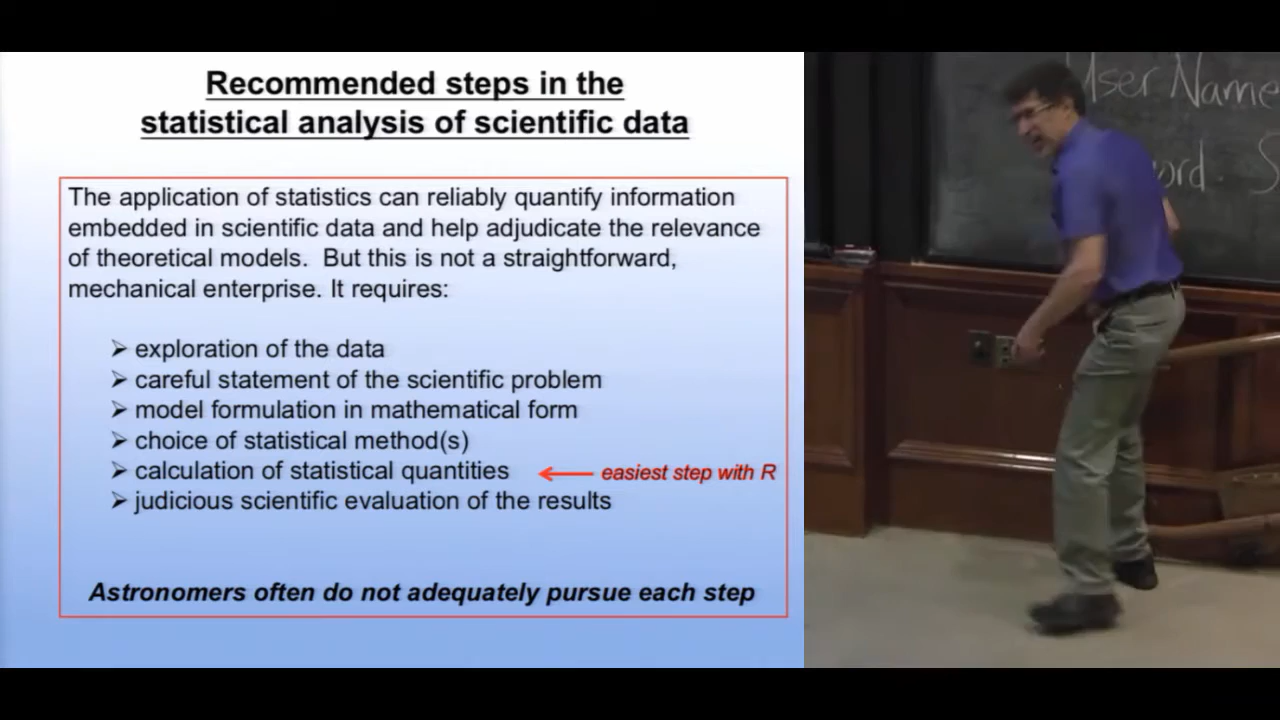 Recommended steps in the
statistical analysis of scientific data
The application of statistics can reliably quantify information
embedded in scientific data and help adjudicate the relevance
of theoretical models.  But this is not a straightforward,
mechanical enterprise. It requires:
➢ exploration of the data
➢ careful statement of the scientific problem
➢ model formulation in mathematical form
➢ choice of statistical method(s)
➢ calculation of statistical quantities ← easiest step with R
➢ judicious scientific evaluation of the results
Astronomers often do not adequately pursue each step
User Name